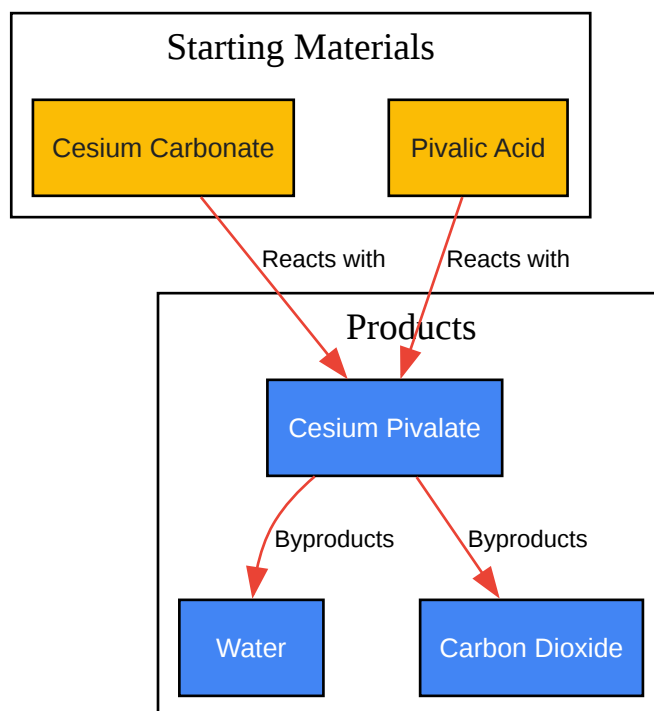 Starting Materials
Cesium Carbonate
Pivalic Acid
Reacts with
Reacts with
Products
Cesium Pivalate
Byproducts
Byproducts
Water
Carbon Dioxide